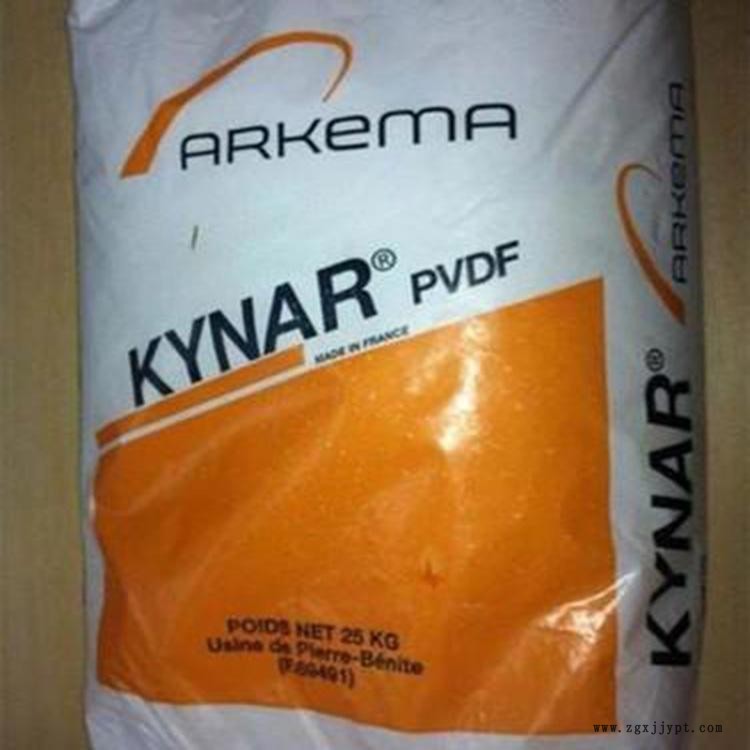 ARKEMA
KYNAR® PVDF
MADE IN FRANCE
POIDS NET 25 KG
Usine de Pierre-Bénite
(F.69491)
ARKEMA
KYNAR®
www.zgxjjypt.com